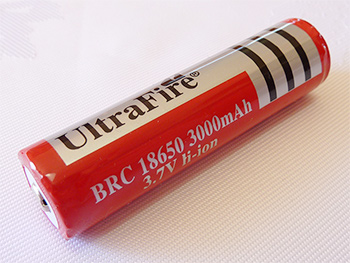 UltraFire®
BRC 18650 3000mAh
3.7V li-ion